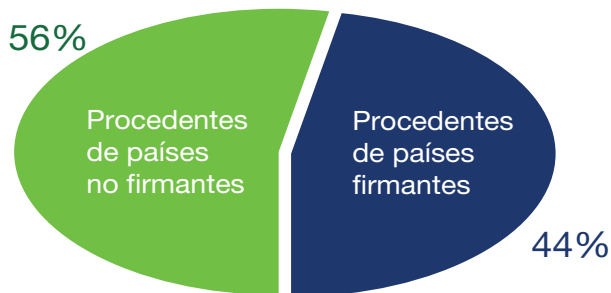 56%
Procedentes
de países
no firmantes
Procedentes
de países
firmantes
44%